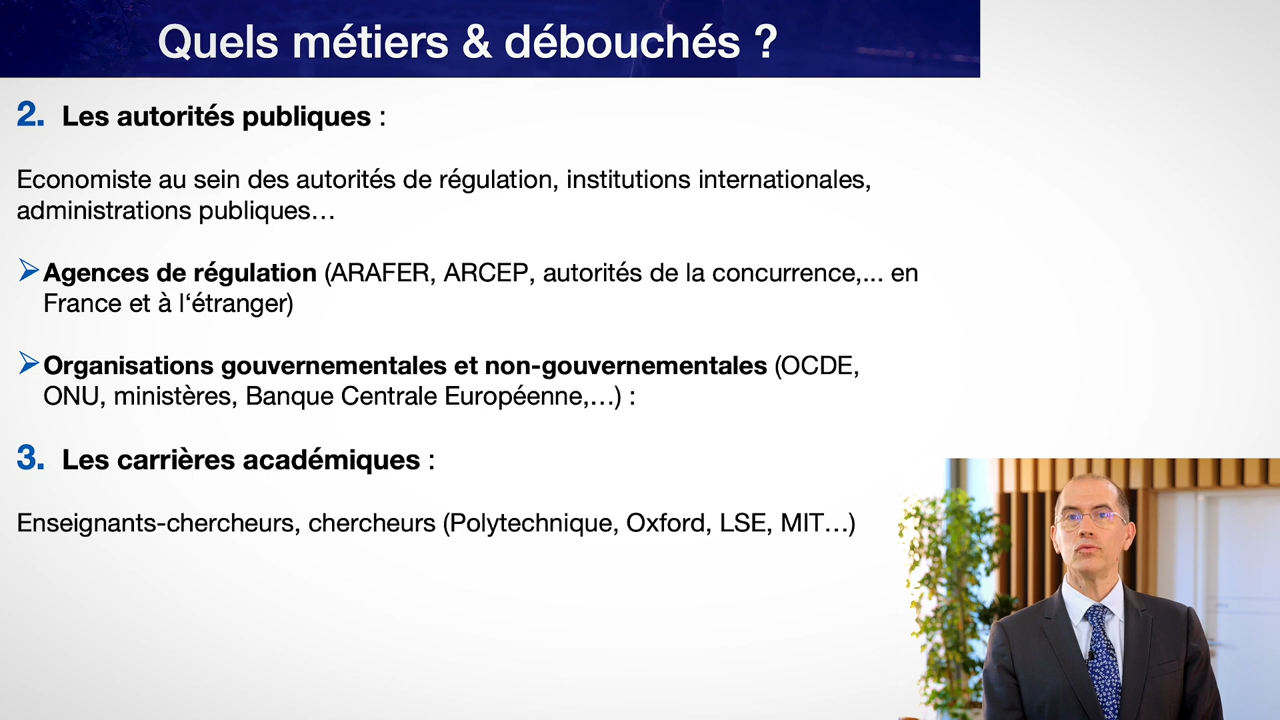 Quels métiers & débouchés ?
2. Les autorités publiques :
Economiste au sein des autorités de régulation, institutions internationales,
administrations publiques…
Agences de régulation (ARAFER, ARCEP, autorités de la concurrence,... en
France et à l‘étranger)
Organisations gouvernementales et non-gouvernementales (OCDE,
ONU, ministères, Banque Centrale Européenne,…) :
3. Les carrières académiques :
Enseignants-chercheurs, chercheurs (Polytechnique, Oxford, LSE, MIT…)